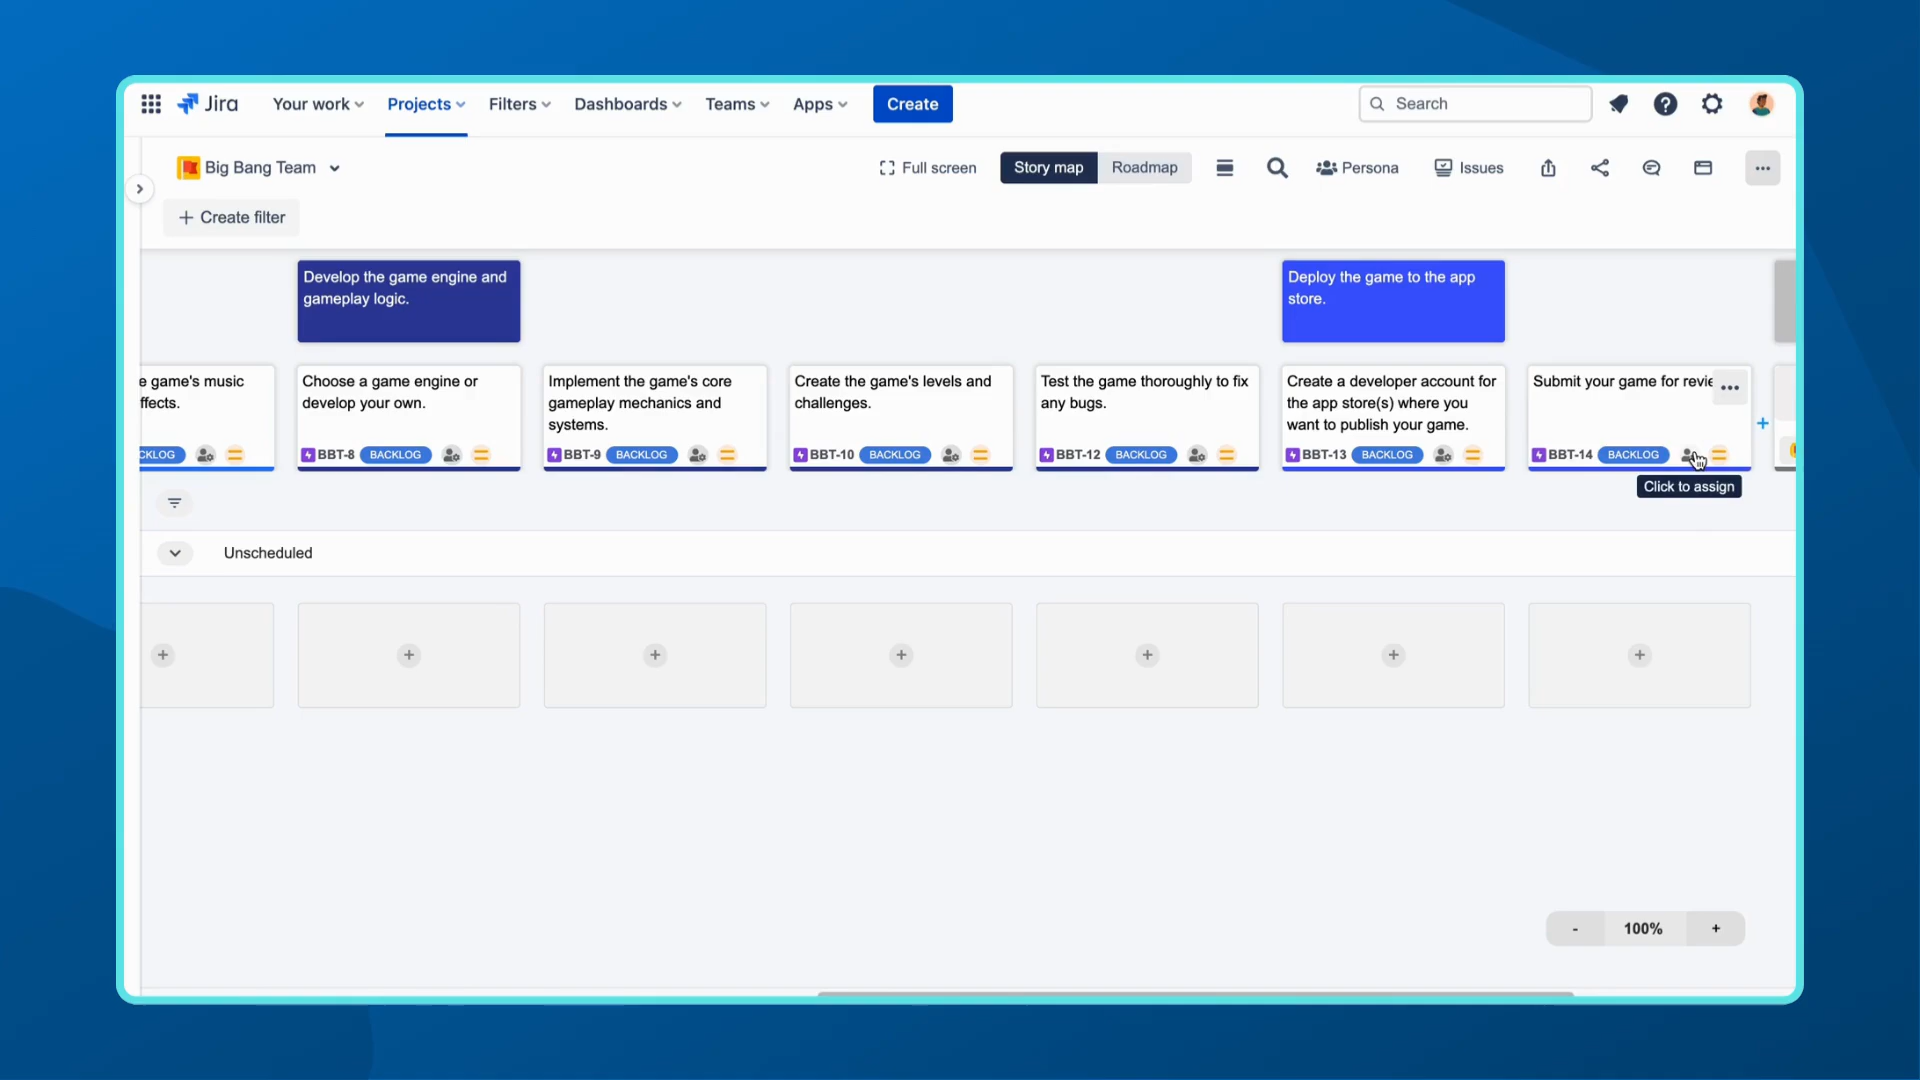 Jira
Your work
Projects
Filters
Dashboards
Teams
Apps
Create
Search
Big Bang Team
Full screen
Story map
Roadmap
Persona
Issues
+ Create filter
Develop the game engine and
gameplay logic.
Deploy the game to the app
store.
e game's music
ffects.
CKLOG
Choose a game engine or
develop your own.
BBT-8 BACKLOG
Implement the game's core
gameplay mechanics and
systems.
BBT-9 BACKLOG
Create the game's levels and
challenges.
BBT-10 BACKLOG
Test the game thoroughly to fix
any bugs.
BBT-12 BACKLOG
Create a developer account for
the app store(s) where you
want to publish your game.
BBT-13 BACKLOG
Submit your game for revie
BBT-14 BACKLOG
Click to assign
Unscheduled
- 100% +